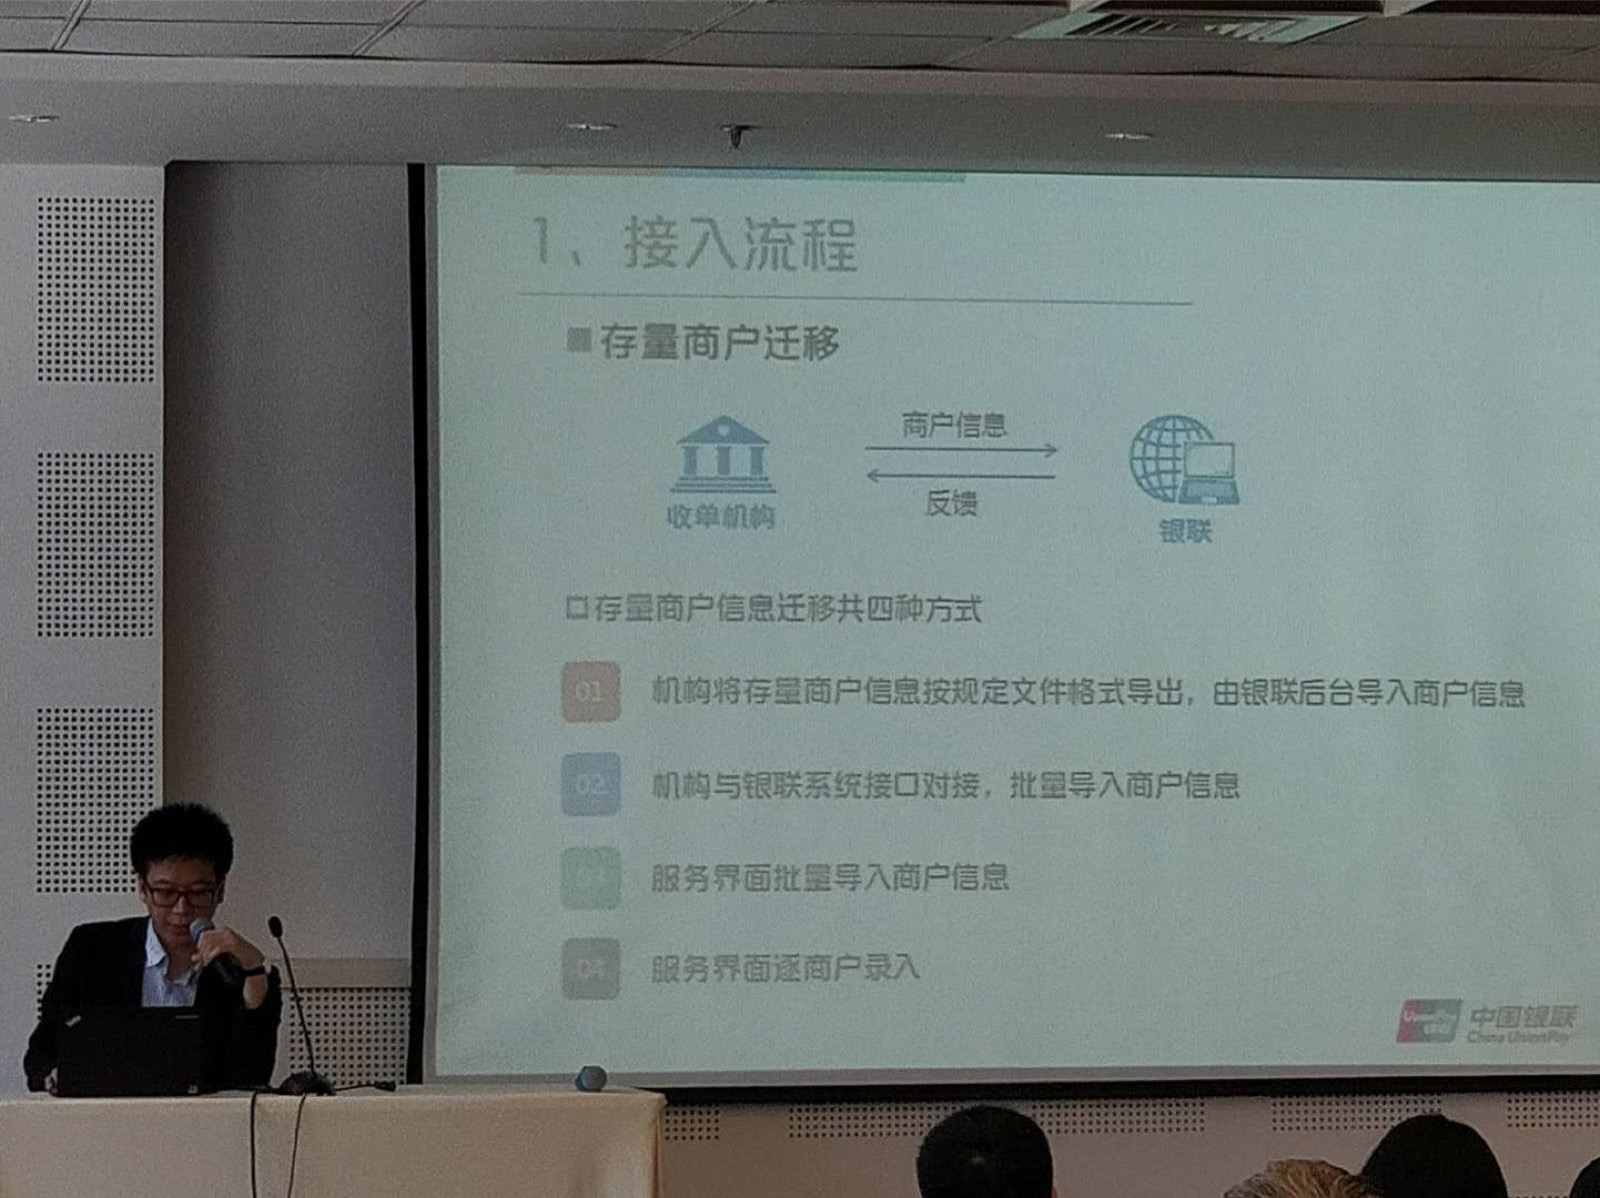 1、接入流程
存量商户迁移
商户信息
反馈
收单机构
银联
存量商户信息迁移共四种方式
01 机构将存量商户信息按规定文件格式导出，由银联后台导入商户信息
02 机构与银联系统接口对接，批量导入商户信息
03 服务界面批量导入商户信息
04 服务界面逐商户录入
中国银联
China UnionPay